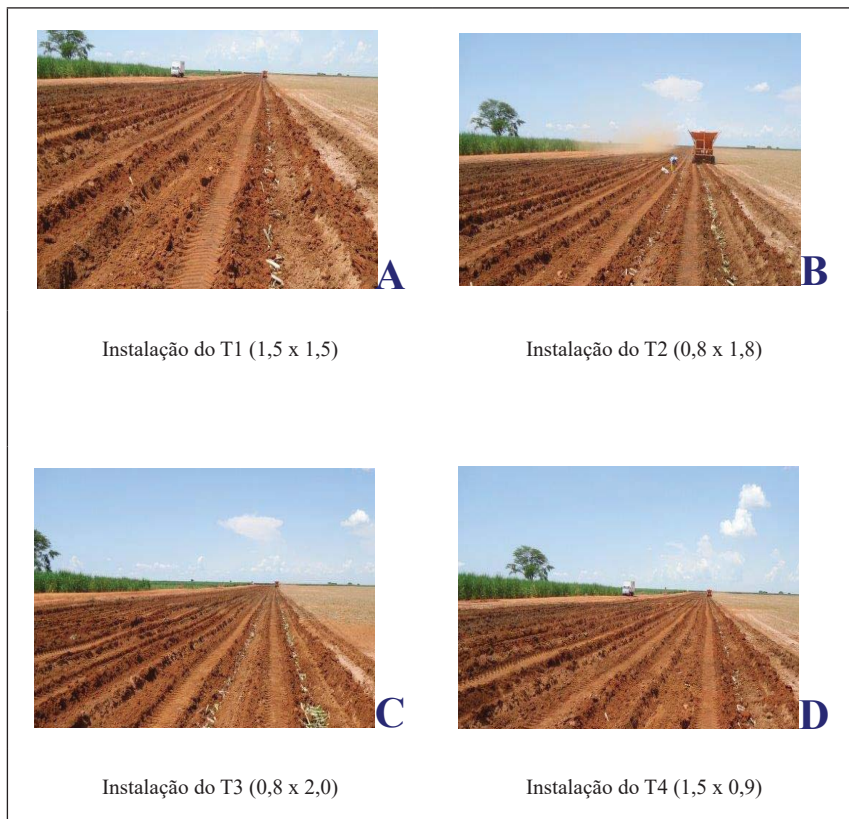 A
B
Instalação do T1 (1,5 x 1,5)
Instalação do T2 (0,8 x 1,8)
C
D
Instalação do T3 (0,8 x 2,0)
Instalação do T4 (1,5 x 0,9)